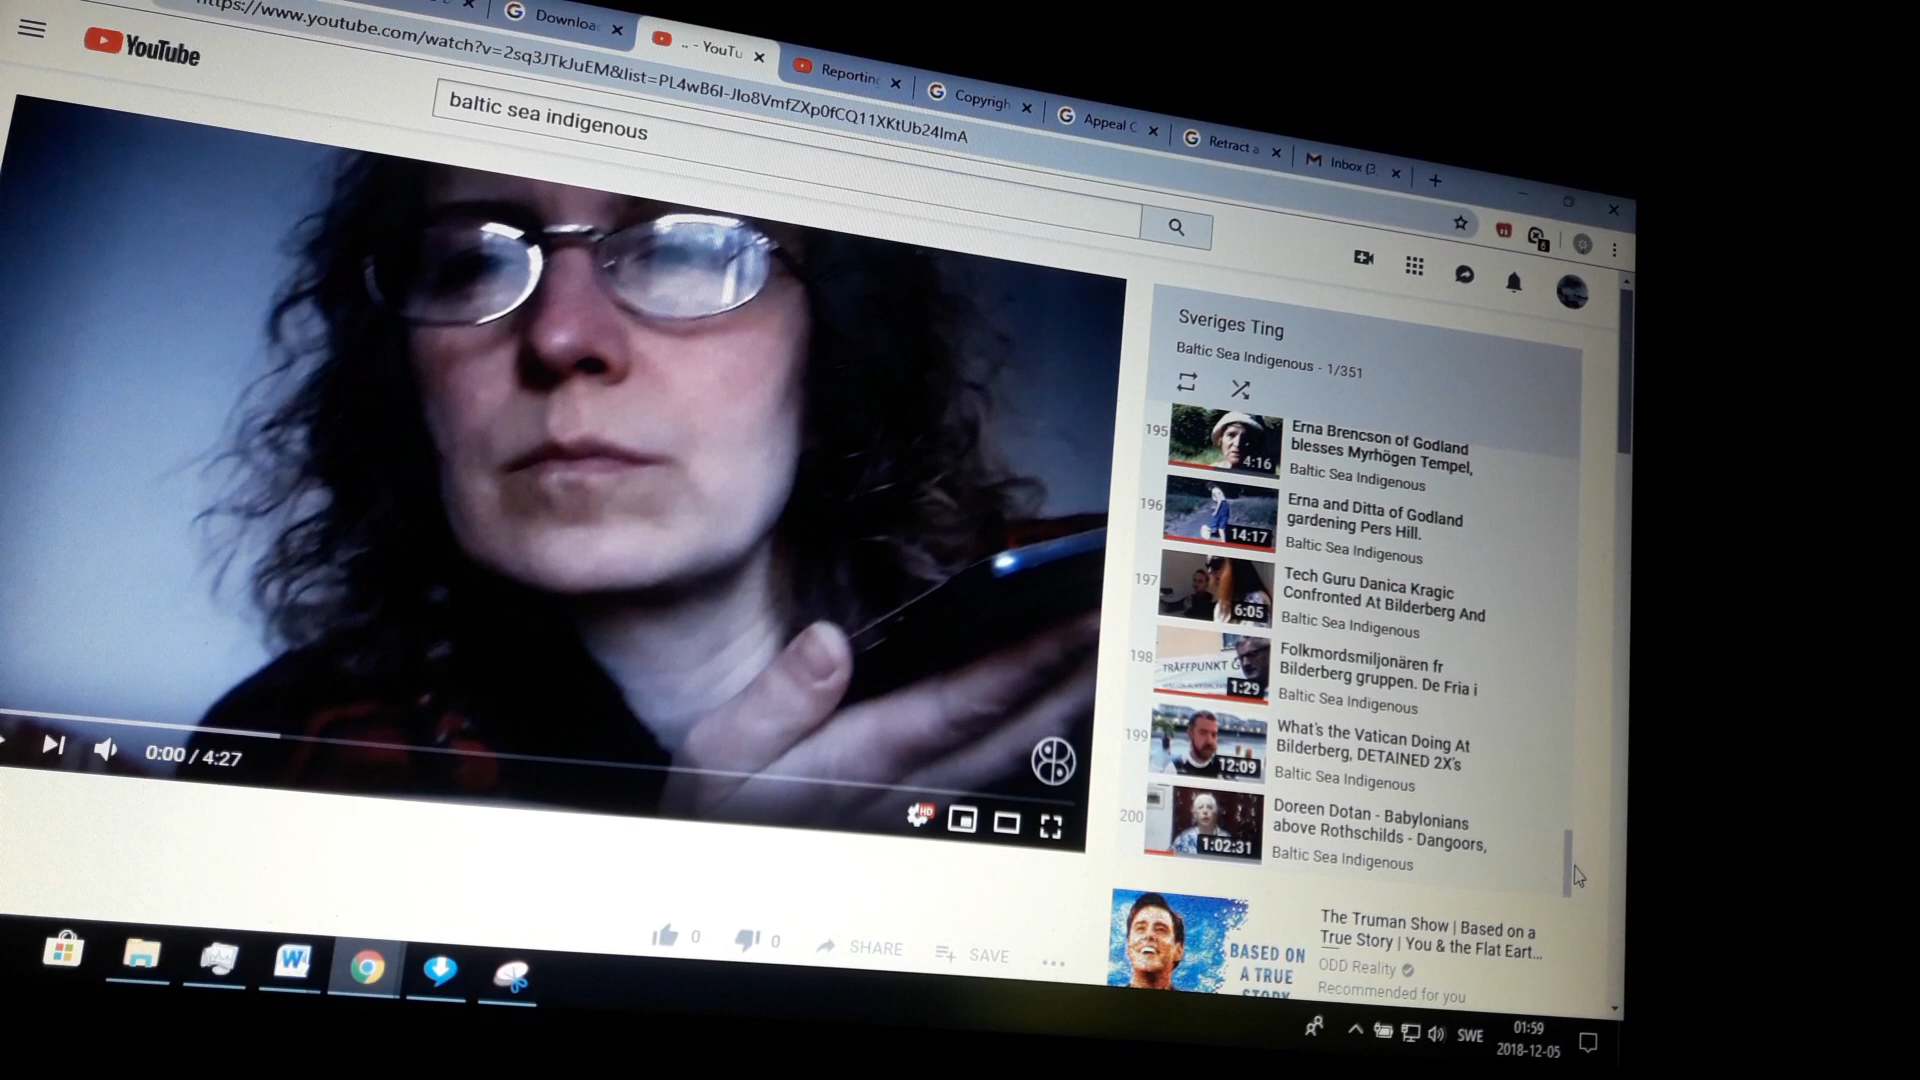 Downloa
.. - YouTu
Reportin
Copyrigh
Appeal C
Retract a
Inbox (3
https://www.youtube.com/watch?v=2sq3JTkJuEM&list=PL4wB6I-JIo8VmfZXp0fCQ11XKtUb24ImA
YouTube
baltic sea indigenous
6
Sveriges Ting
Baltic Sea Indigenous - 1/351
195
4:16
Erna Brencson of Godland
blesses Myrhögen Tempel,
Baltic Sea Indigenous
196
14:17
Erna and Ditta of Godland
gardening Pers Hill.
Baltic Sea Indigenous
197
6:05
Tech Guru Danica Kragic
Confronted At Bilderberg And
Baltic Sea Indigenous
198
TRÄFFPUNKT G
1:29
Folkmordsmiljonären fr
Bilderberg gruppen. De Fria i
Baltic Sea Indigenous
199
12:09
What's the Vatican Doing At
Bilderberg, DETAINED 2X's
Baltic Sea Indigenous
200
1:02:31
Doreen Dotan - Babylonians
above Rothschilds - Dangoors,
Baltic Sea Indigenous
0:00 / 4:27
HD
0
0
SHARE
SAVE
BASED ON
A TRUE
STORY
The Truman Show | Based on a
True Story | You & the Flat Eart...
ODD Reality
Recommended for you
W
SWE
01:59
2018-12-05